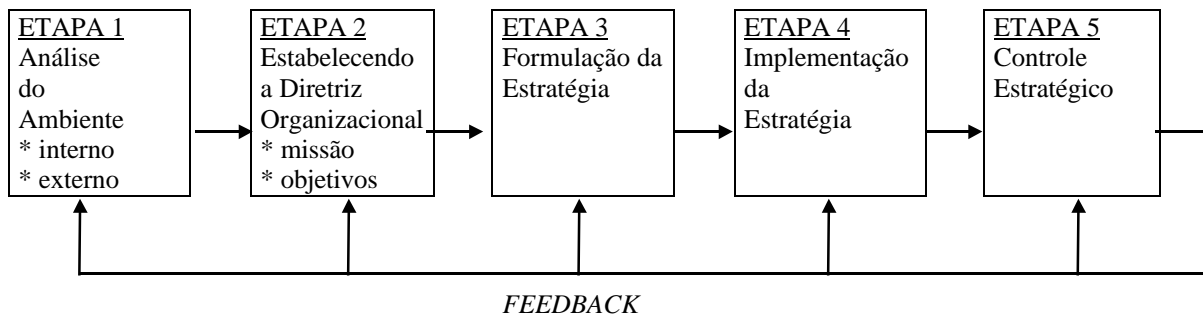 ETAPA 1
Análise
do
Ambiente
* interno
* externo
ETAPA 2
Estabelecendo
a Diretriz
Organizacional
* missão
* objetivos
ETAPA 3
Formulação da
Estratégia
ETAPA 4
Implementação
da
Estratégia
ETAPA 5
Controle
Estratégico
FEEDBACK